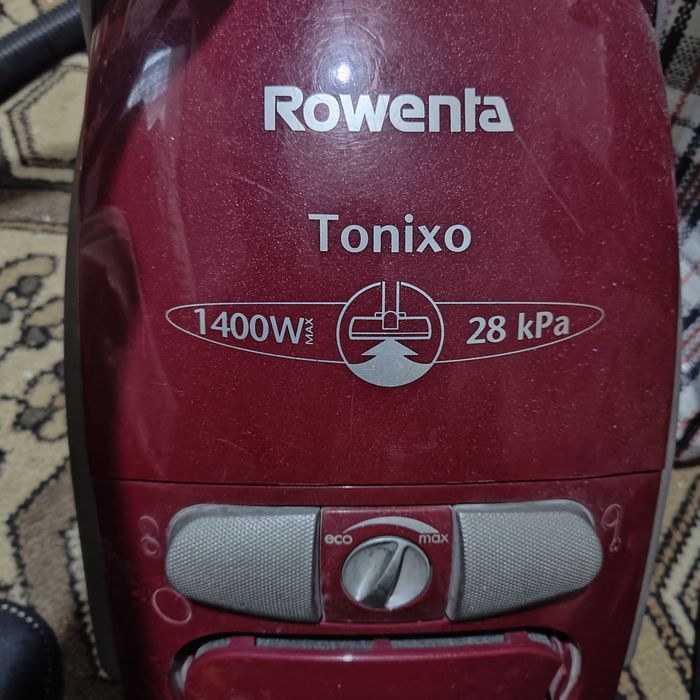 Rowenta
Tonixo
1400W MAX 28 kPa
eco max